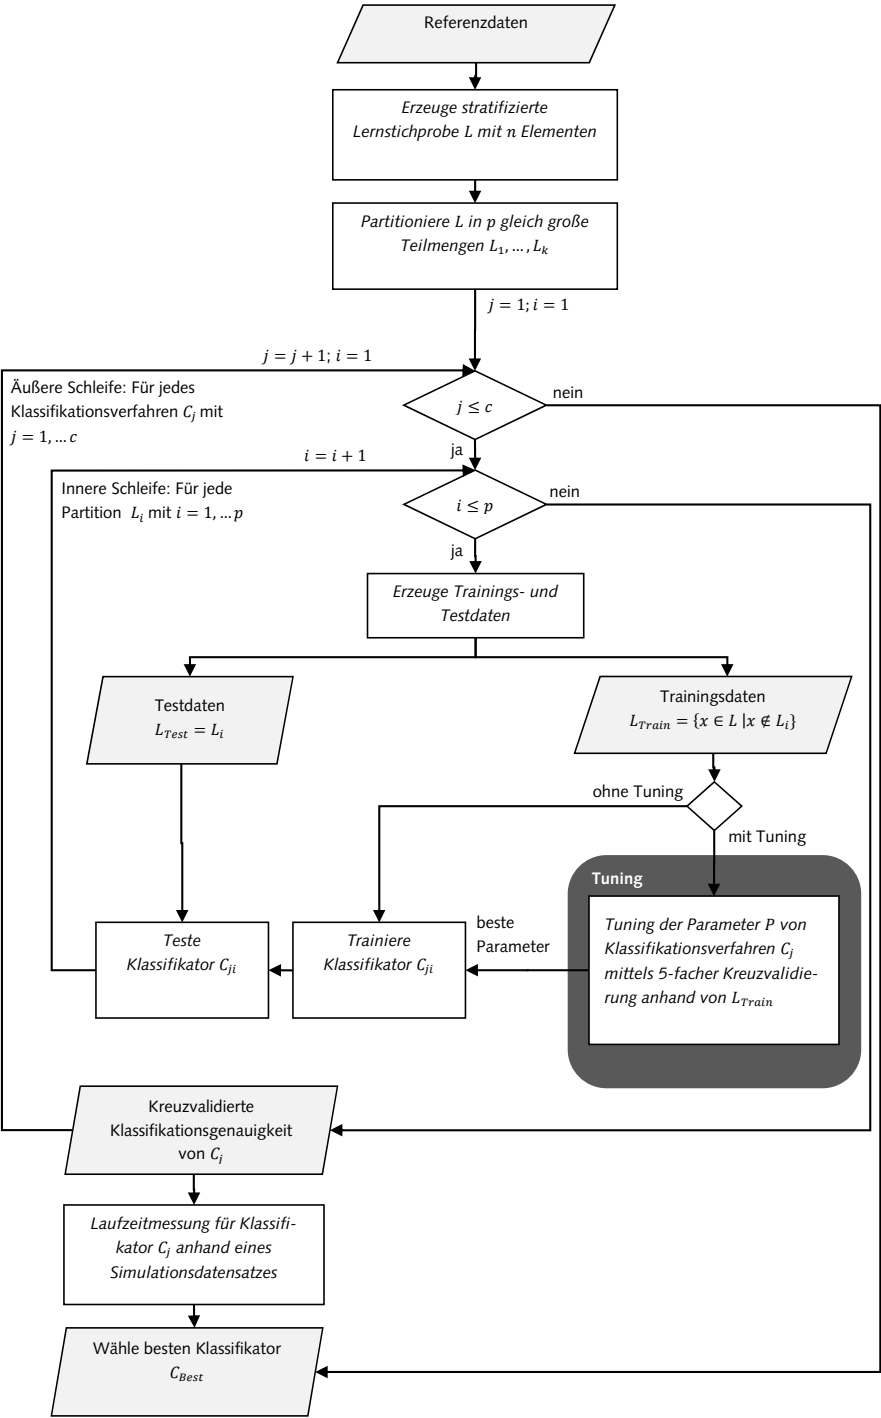 Referenzdaten
Erzeuge stratifizierte
Lernstichprobe L mit n Elementen
Partitioniere L in p gleich große
Teilmengen L₁, … , Lₖ
j = 1; i = 1
j = j + 1; i = 1
Äußere Schleife: Für jedes
Klassifikationsverfahren Cⱼ mit
j = 1, … c
j ≤ c
nein
ja
i = i + 1
Innere Schleife: Für jede
Partition Lᵢ mit i = 1, … p
i ≤ p
nein
ja
Erzeuge Trainings- und
Testdaten
Testdaten
L_Test = Lᵢ
Trainingsdaten
L_Train = {x ∈ L |x ∉ Lᵢ}
ohne Tuning
mit Tuning
Tuning
Tuning der Parameter P von
Klassifikationsverfahren Cⱼ
mittels 5-facher Kreuzvalidie-
rung anhand von L_Train
beste
Parameter
Trainiere
Klassifikator Cⱼᵢ
Teste
Klassifikator Cⱼᵢ
Kreuzvalidierte
Klassifikationsgenauigkeit
von Cᵢ
Laufzeitmessung für Klassifi-
kator Cⱼ anhand eines
Simulationsdatensatzes
Wähle besten Klassifikator
C_Best